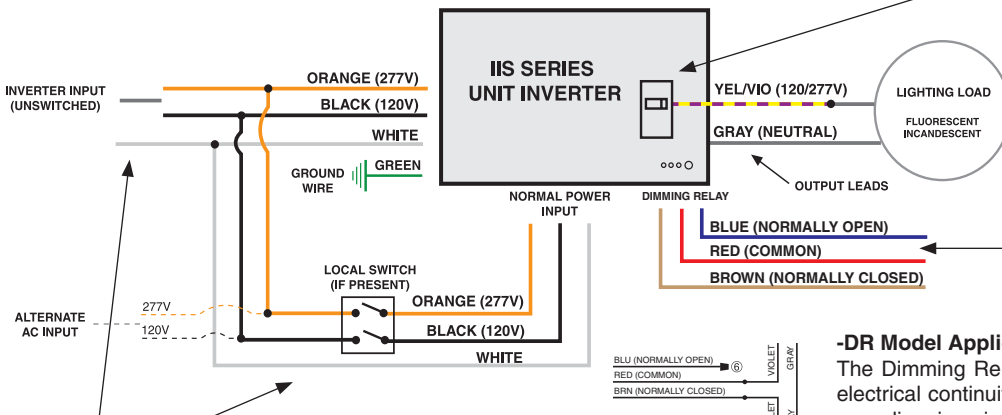 INVERTER INPUT
(UNSWITCHED)
ORANGE (277V)
BLACK (120V)
WHITE
GROUND
WIRE
GREEN
IIS SERIES
UNIT INVERTER
YEL/VIO (120/277V)
GRAY (NEUTRAL)
LIGHTING LOAD
FLUORESCENT
INCANDESCENT
OUTPUT LEADS
NORMAL POWER
INPUT
DIMMING RELAY
BLUE (NORMALLY OPEN)
RED (COMMON)
BROWN (NORMALLY CLOSED)
LOCAL SWITCH
(IF PRESENT)
ALTERNATE
AC INPUT
277V
120V
ORANGE (277V)
BLACK (120V)
WHITE
BLU (NORMALLY OPEN)
⑥
RED (COMMON)
BRN (NORMALLY CLOSED)
VIOLET
GRAY
-DR Model Appli
The Dimming Re
electrical continui